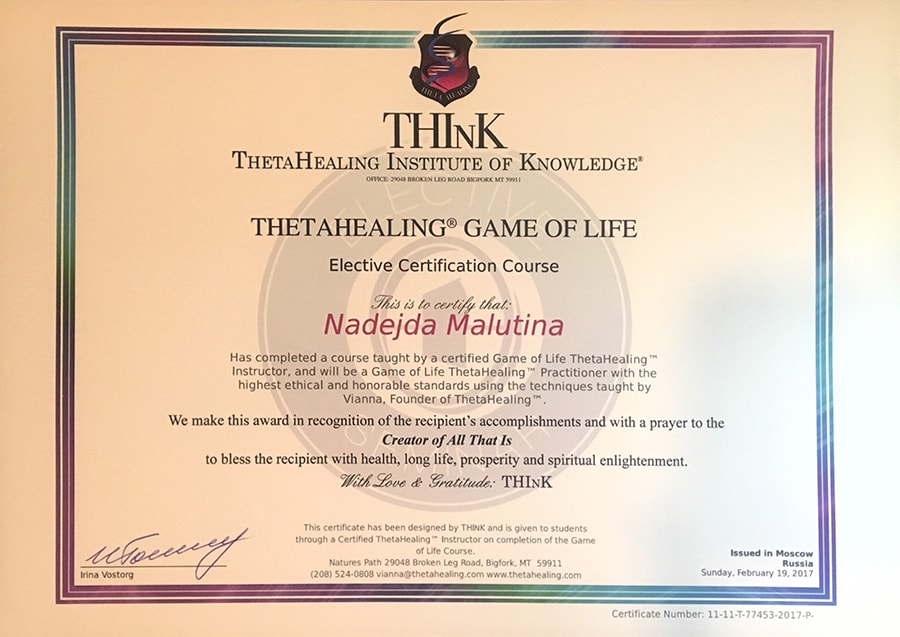 THETA HEALING
THInK
THETAHEALING INSTITUTE OF KNOWLEDGE®
OFFICE: 29048 BROKEN LEG ROAD BIGFORK MT 59911
ELECTIVE
THETAHEALING® GAME OF LIFE
Elective Certification Course
This is to certify that:
Nadejda Malutina
Has completed a course taught by a certified Game of Life ThetaHealing™
Instructor, and will be a Game of Life ThetaHealing™ Practitioner with the
highest ethical and honorable standards using the techniques taught by
Vianna, Founder of ThetaHealing™.
We make this award in recognition of the recipient's accomplishments and with a prayer to the
Creator of All That Is
to bless the recipient with health, long life, prosperity and spiritual enlightenment.
With Love & Gratitude: THInK
Irina Vostorg
This certificate has been designed by THINK and is given to students
through a Certified ThetaHealing™ Instructor on completion of the Game
of Life Course.
Natures Path 29048 Broken Leg Road, Bigfork, MT 59911
(208) 524-0808 vianna@thetahealing.com www.thetahealing.com
Issued in Moscow
Russia
Sunday, February 19, 2017
Certificate Number: 11-11-T-77453-2017-P-